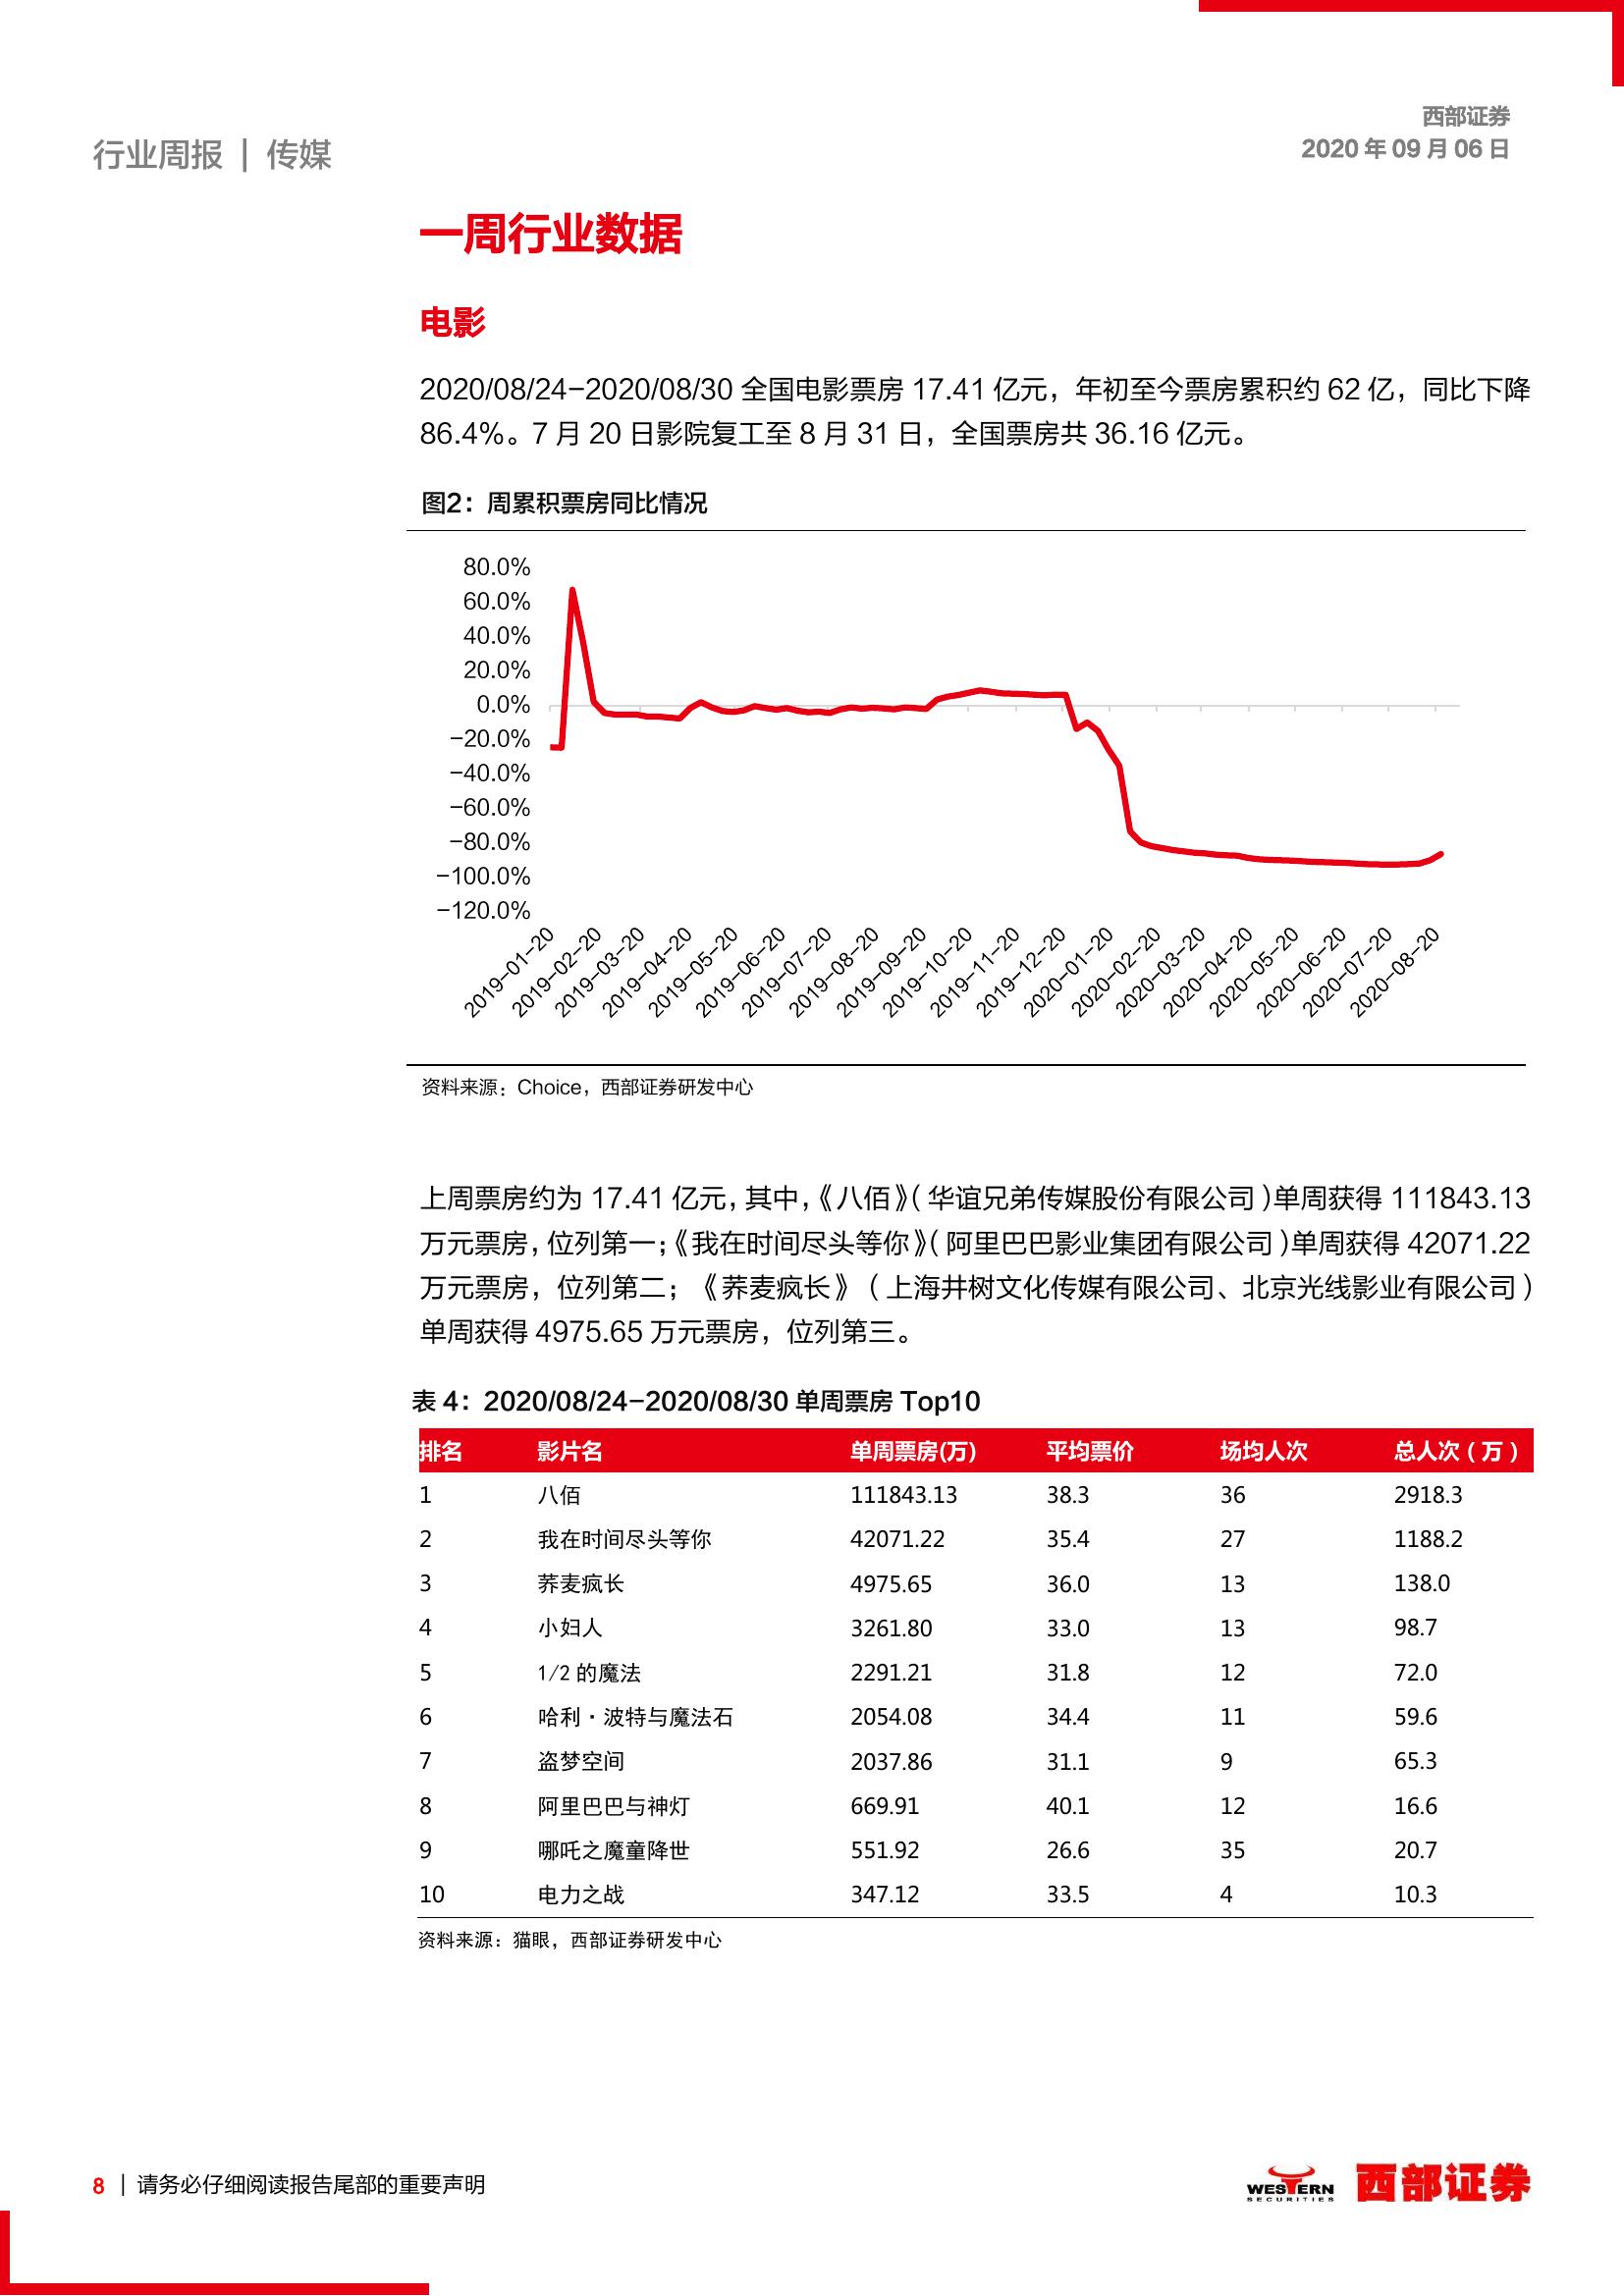 西部证券
行业周报 | 传媒
2020 年 09 月 06 日
一周行业数据
电影
2020/08/24-2020/08/30 全国电影票房 17.41 亿元，年初至今票房累积约 62 亿，同比下降
86.4%。7 月 20 日影院复工至 8 月 31 日，全国票房共 36.16 亿元。
图2：周累积票房同比情况
80.0%
60.0%
40.0%
20.0%
0.0%
-20.0%
-40.0%
-60.0%
-80.0%
-100.0%
-120.0%
2019-01-20
2019-02-20
2019-03-20
2019-04-20
2019-05-20
2019-06-20
2019-07-20
2019-08-20
2019-09-20
2019-10-20
2019-11-20
2019-12-20
2020-01-20
2020-02-20
2020-03-20
2020-04-20
2020-05-20
2020-06-20
2020-07-20
2020-08-20
资料来源：Choice，西部证券研发中心
上周票房约为 17.41 亿元，其中，《八佰》（华谊兄弟传媒股份有限公司）单周获得 111843.13
万元票房，位列第一；《我在时间尽头等你》（阿里巴巴影业集团有限公司）单周获得 42071.22
万元票房，位列第二；《荞麦疯长》（上海井树文化传媒有限公司、北京光线影业有限公司）
单周获得 4975.65 万元票房，位列第三。
表 4：2020/08/24-2020/08/30 单周票房 Top10
排名 影片名 单周票房(万) 平均票价 场均人次 总人次（万）
1 八佰 111843.13 38.3 36 2918.3
2 我在时间尽头等你 42071.22 35.4 27 1188.2
3 荞麦疯长 4975.65 36.0 13 138.0
4 小妇人 3261.80 33.0 13 98.7
5 1/2 的魔法 2291.21 31.8 12 72.0
6 哈利·波特与魔法石 2054.08 34.4 11 59.6
7 盗梦空间 2037.86 31.1 9 65.3
8 阿里巴巴与神灯 669.91 40.1 12 16.6
9 哪吒之魔童降世 551.92 26.6 35 20.7
10 电力之战 347.12 33.5 4 10.3
资料来源：猫眼，西部证券研发中心
8 | 请务必仔细阅读报告尾部的重要声明
WESTERN
SECURITIES
西部证券